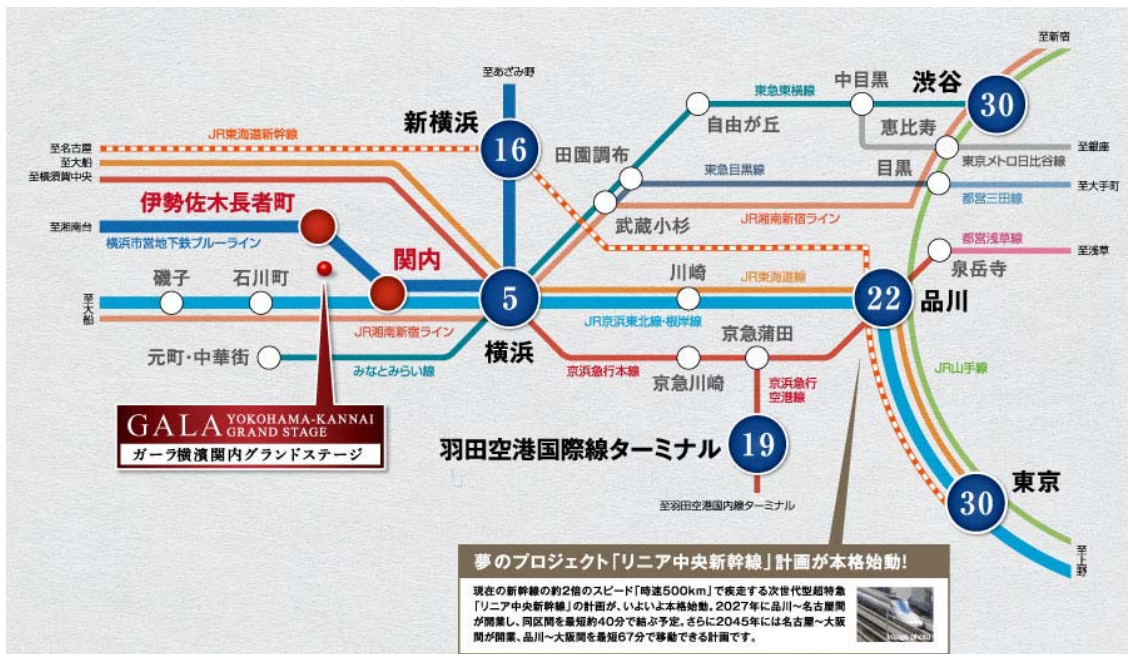 至新宿
渋谷
30
中目黒
東急東横線
至あざみ野
恵比寿
自由が丘
新横浜
16
JR東海道新幹線
至名古屋
至大船
至横須賀中央
田園調布
目黒
東京メトロ日比谷線
至銀座
東急目黒線
至大手町
都営三田線
伊勢佐木長者町
武蔵小杉
JR湘南新宿ライン
至湘南台
横浜市営地下鉄ブルーライン
都営浅草線
至浅草
泉岳寺
関内
川崎
JR東海道線
磯子
石川町
至大船
5
22
品川
JR湘南新宿ライン
横浜
JR京浜東北線・根岸線
京急蒲田
元町・中華街
みなとみらい線
京浜急行本線
京急川崎
京浜急行
空港線
JR山手線
GALA YOKOHAMA-KANNAI
GRAND STAGE
ガーラ横濱関内グランドステージ
羽田空港国際線ターミナル
19
東京
30
至羽田空港国内線ターミナル
至上野
夢のプロジェクト「リニア中央新幹線」計画が本格始動!
現在の新幹線の約2倍のスピード「時速500km」で疾走する次世代型超特急
「リニア中央新幹線」の計画が、いよいよ本格始動。2027年に品川〜名古屋間
が開業し、同区間を最短約40分で結ぶ予定。さらに2045年には名古屋〜大阪
間が開業、品川〜大阪間を最短67分で移動できる計画です。
Image photo